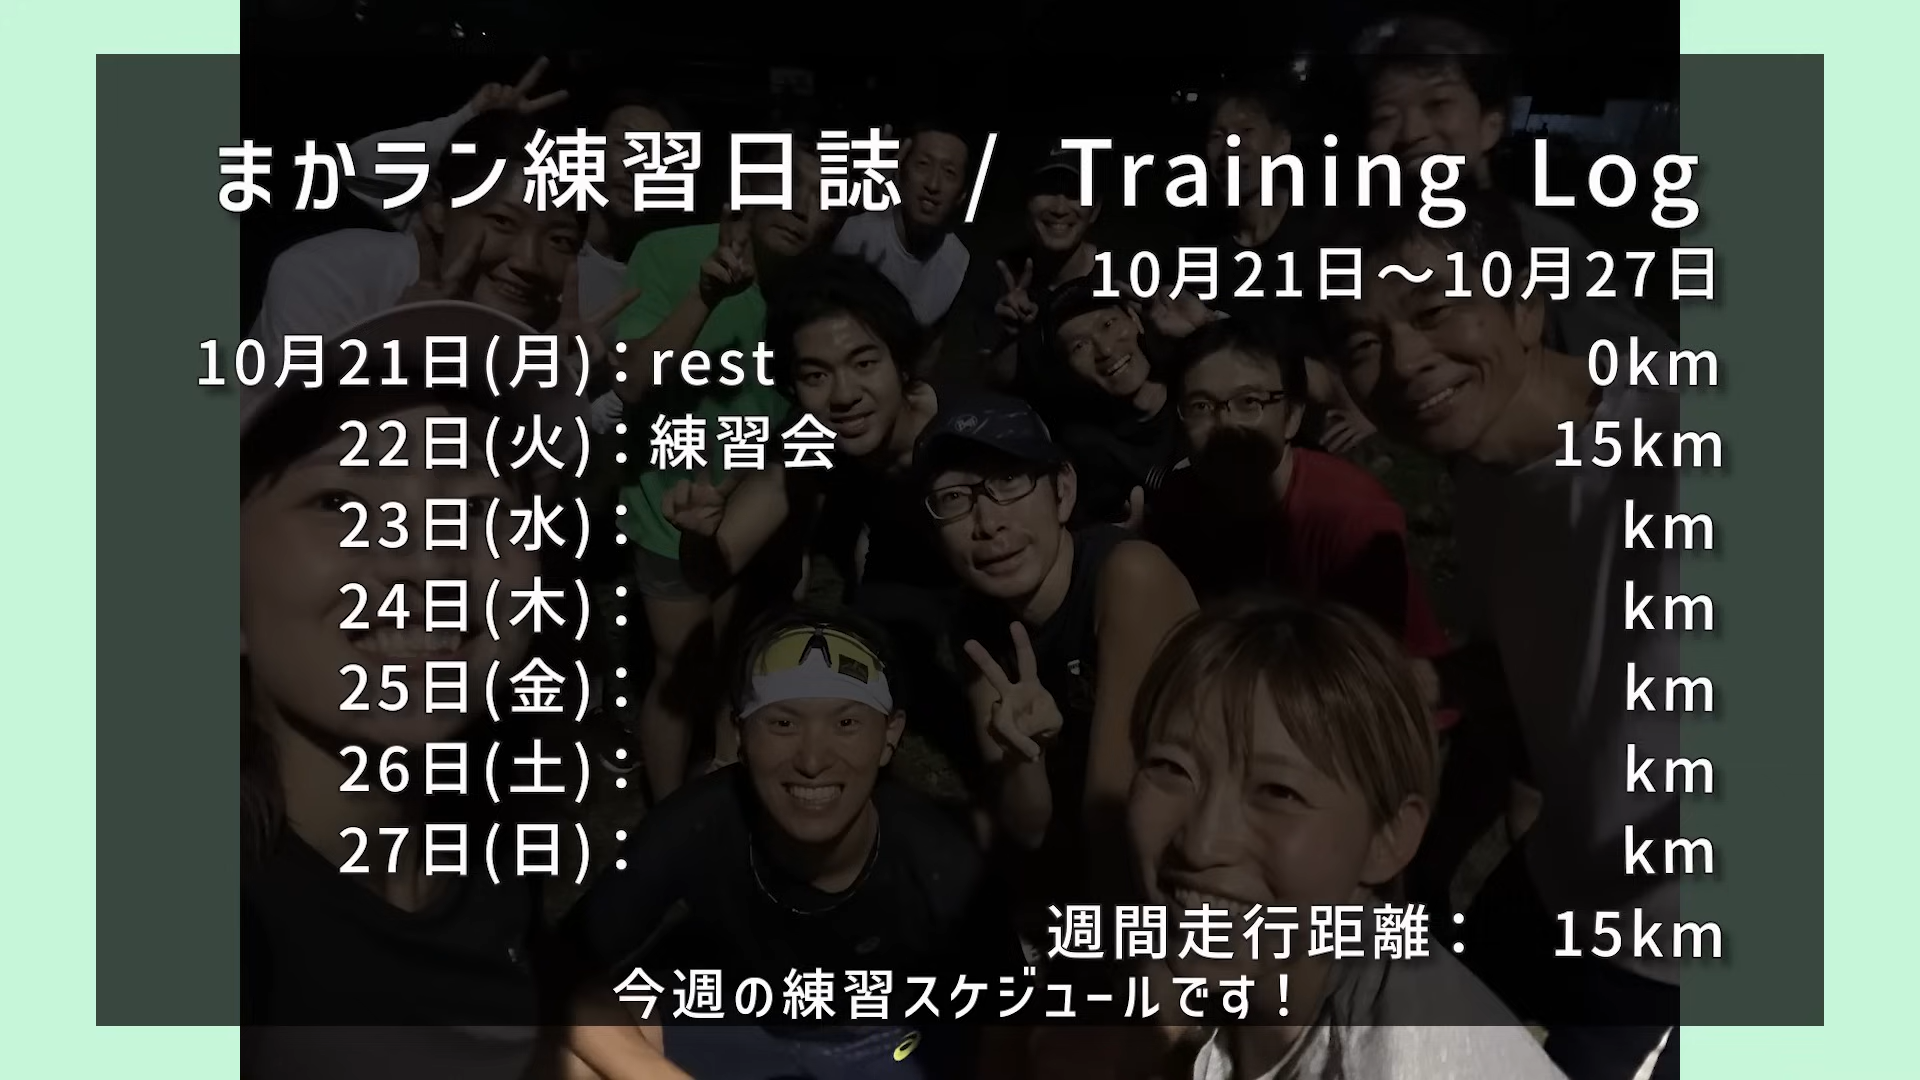 まかラン練習日誌 / Training Log
10月21日～10月27日
10月21日(月)：rest 0km
22日(火)：練習会 15km
23日(水)： km
24日(木)： km
25日(金)： km
26日(土)： km
27日(日)： km
週間走行距離： 15km
今週の練習スケジュールです！